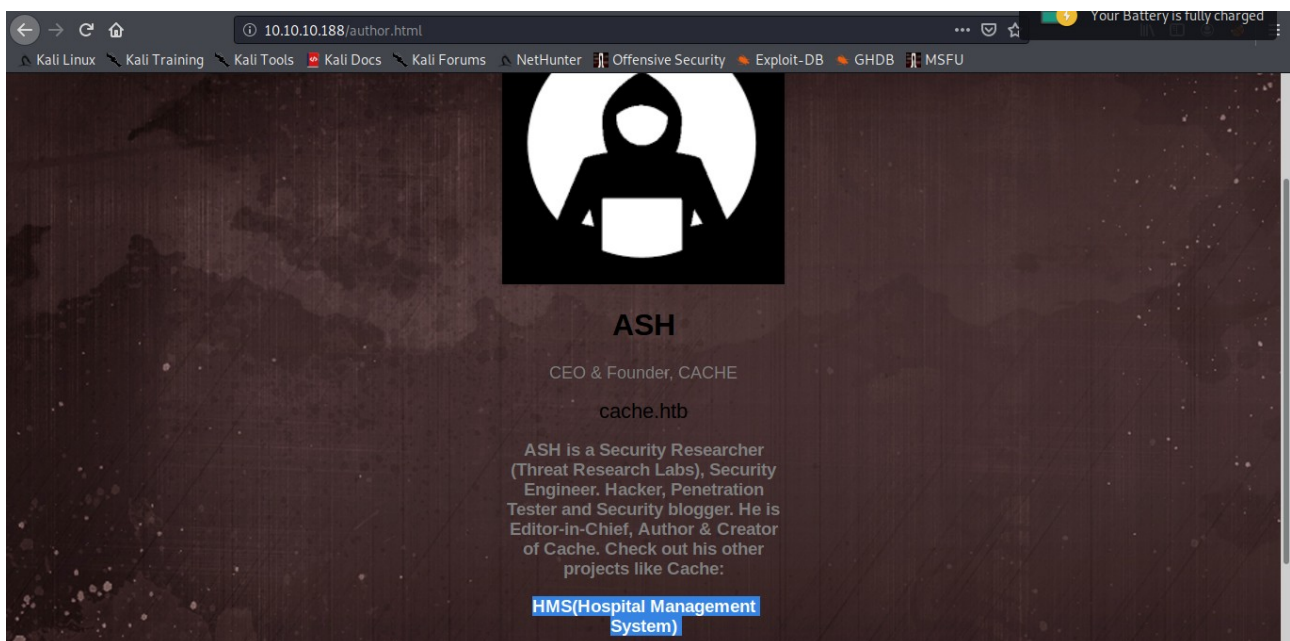 Your Battery is fully charged
10.10.10.188/author.html
Kali Linux Kali Training Kali Tools Kali Docs Kali Forums NetHunter Offensive Security Exploit-DB GHDB MSFU
ASH
CEO & Founder, CACHE
cache.htb
ASH is a Security Researcher
(Threat Research Labs), Security
Engineer. Hacker, Penetration
Tester and Security blogger. He is
Editor-in-Chief, Author & Creator
of Cache. Check out his other
projects like Cache:
HMS(Hospital Management
System)